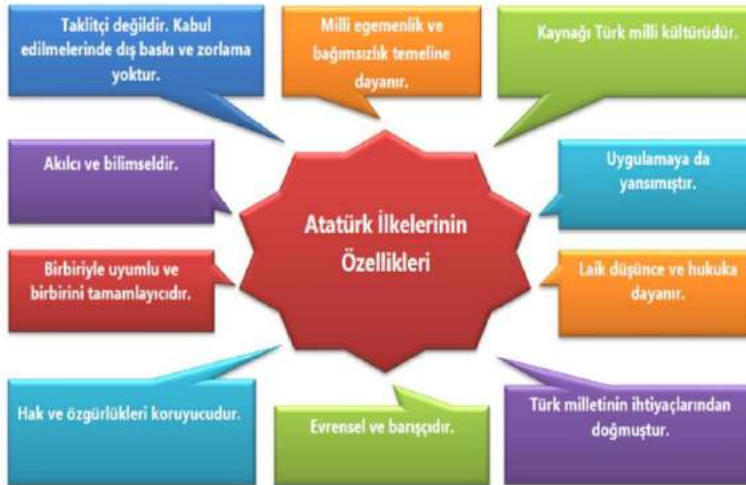 Taklitçi değildir. Kabul
edilmelerinde dış baskı ve zorlama
yoktur.
Milli egemenlik ve
bağımsızlık temeline
dayanır.
Kaynağı Türk milli kültürüdür.
Akılcı ve bilimseldir.
Uygulamaya da
yansımıştır.
Atatürk İlkelerinin
Özellikleri
Birbiriyle uyumlu ve
birbirini tamamlayıcıdır.
Laik düşünce ve hukuka
dayanır.
Hak ve özgürlükleri koruyucudur.
Evrensel ve barışçıdır.
Türk milletinin ihtiyaçlarından
doğmuştur.